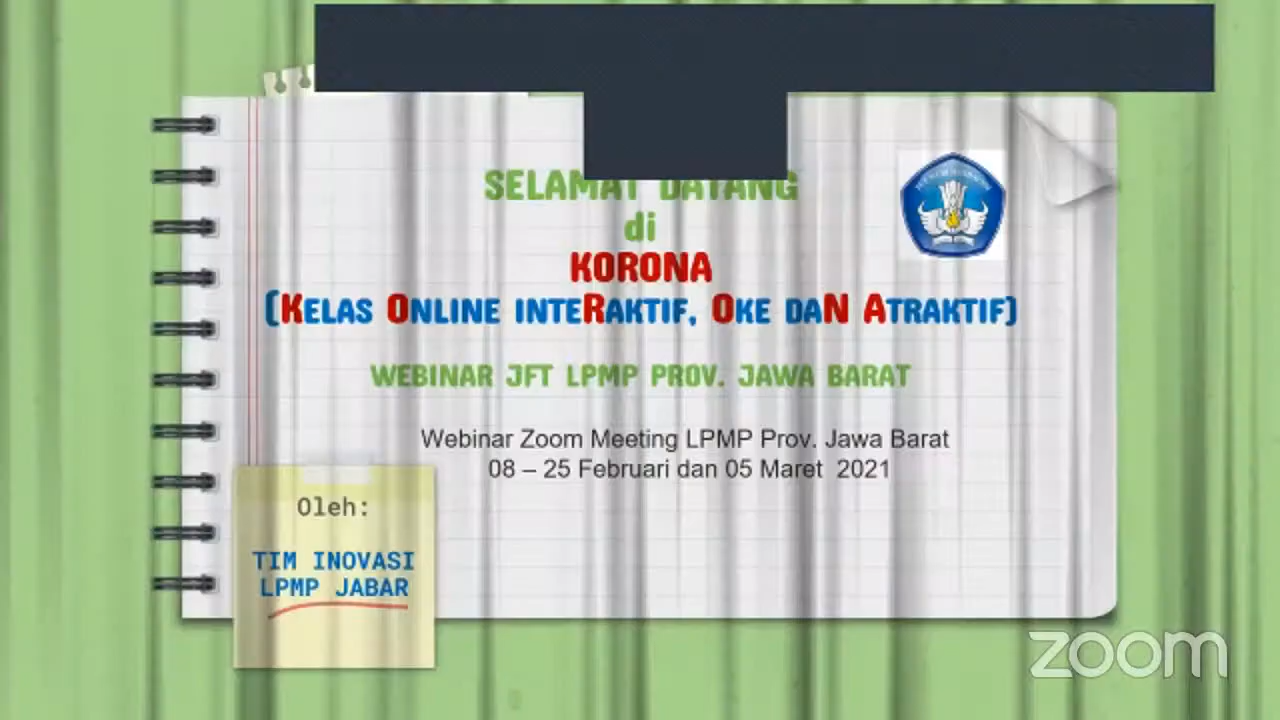 SELAMAT DATANG
di
KORONA
(KELAS ONLINE INTERAKTIF, OKE DAN ATRAKTIF)
WEBINAR JFT LPMP PROV. JAWA BARAT
Webinar Zoom Meeting LPMP Prov. Jawa Barat
08 – 25 Februari dan 05 Maret 2021
Oleh:
TIM INOVASI
LPMP JABAR
zoom